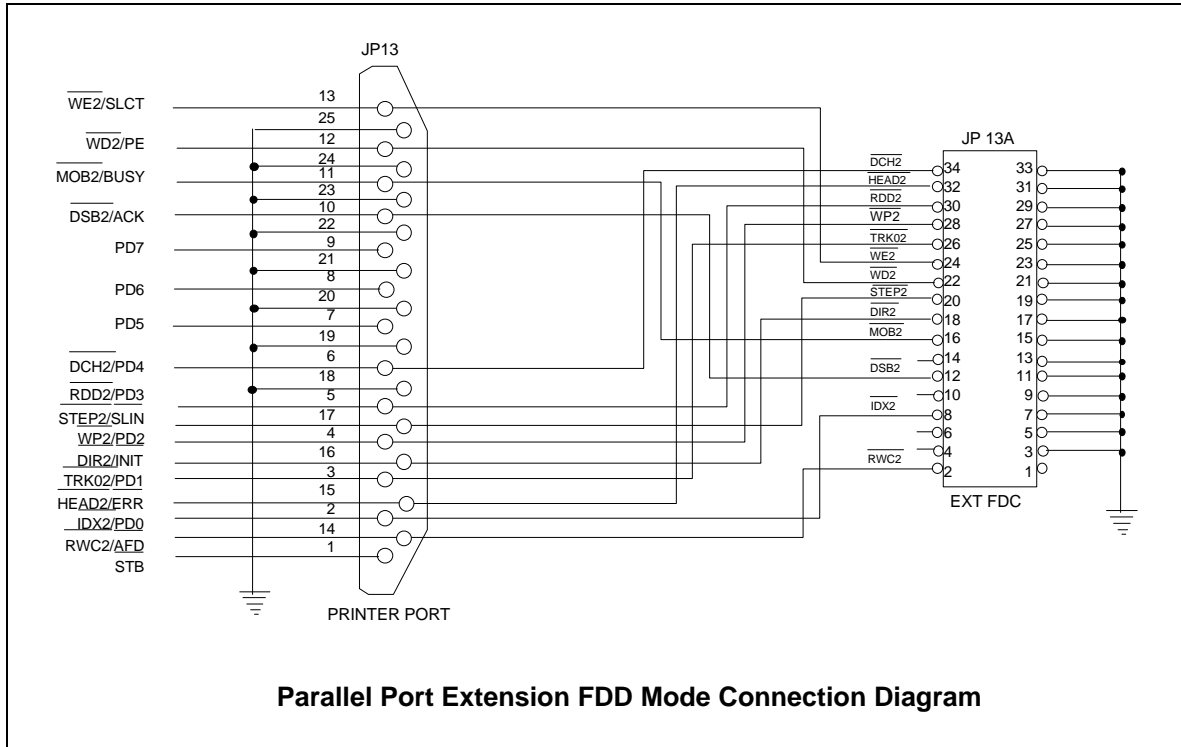 JP13
WE2/SLCT
WD2/PE
MOB2/BUSY
DSB2/ACK
PD7
PD6
PD5
DCH2/PD4
RDD2/PD3
STEP2/SLIN
WP2/PD2
DIR2/INIT
TRK02/PD1
HEAD2/ERR
IDX2/PD0
RWC2/AFD
STB
13
25
12
24
11
23
10
22
9
21
8
20
7
19
6
18
5
17
4
16
3
15
2
14
1
PRINTER PORT
JP 13A
DCH2
HEAD2
RDD2
WP2
TRK02
WE2
WD2
STEP2
DIR2
MOB2
DSB2
IDX2
RWC2
34 33
32 31
30 29
28 27
26 25
24 23
22 21
20 19
18 17
16 15
14 13
12 11
10 9
8 7
6 5
4 3
2 1
EXT FDC
Parallel Port Extension FDD Mode Connection Diagram